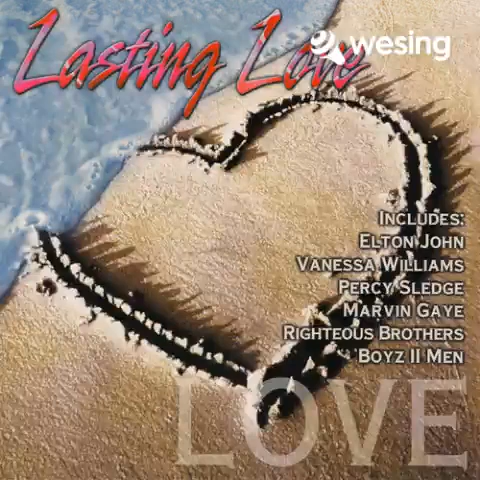 Lasting Love
wesing
INCLUDES:
ELTON JOHN
VANESSA WILLIAMS
PERCY SLEDGE
MARVIN GAYE
RIGHTEOUS BROTHERS
BOYZ II MEN
LOVE